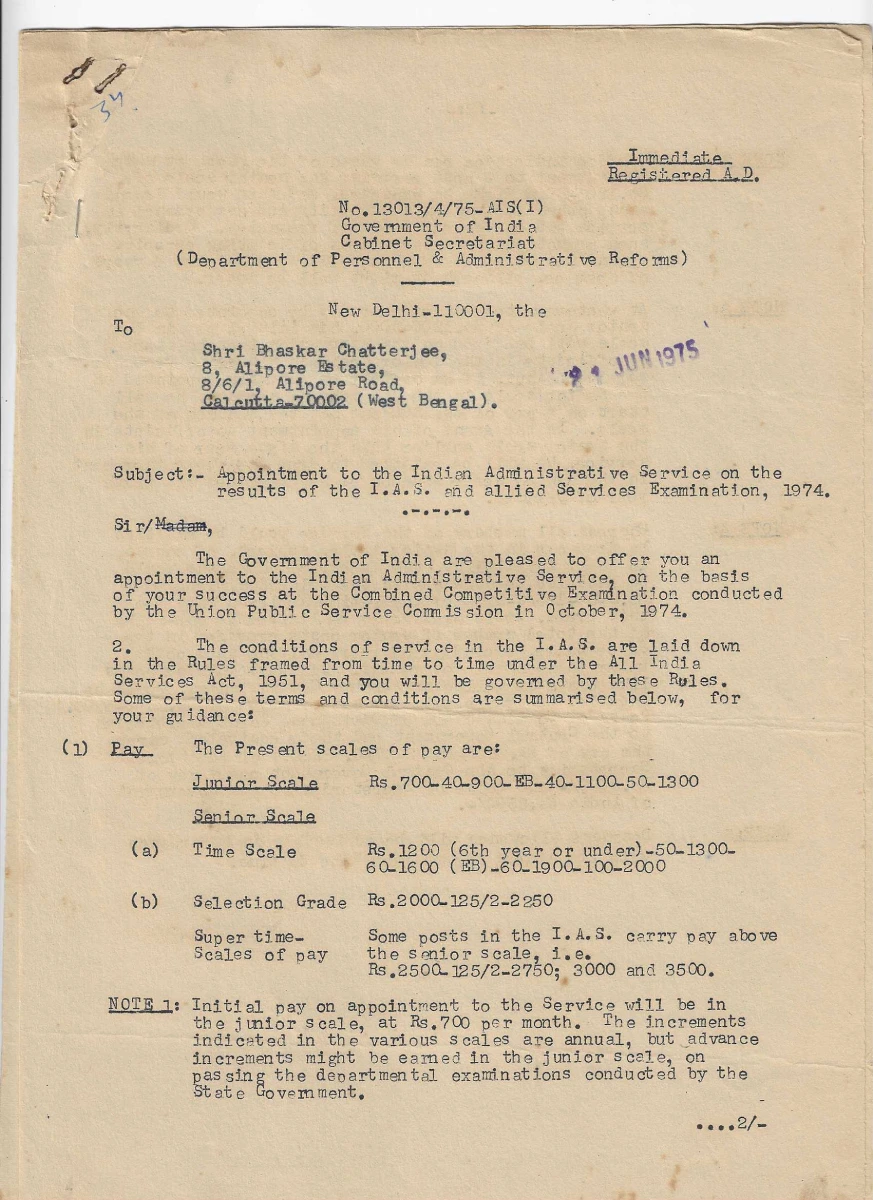 34.
Immediate
Registered A.D.
No.13013/4/75-AIS(I)
Government of India
Cabinet Secretariat
(Department of Personnel & Administrative Reforms)
New Delhi-110001, the
To
Shri Bhaskar Chatterjee,
8, Alipore Estate,
8/6/1, Alipore Road,
Calcutta-70002 (West Bengal).
JUN 1975
Subject:- Appointment to the Indian Administrative Service on the
results of the I.A.S. and allied Services Examination, 1974.
Sir/Madam,
The Government of India are pleased to offer you an
appointment to the Indian Administrative Service, on the basis
of your success at the Combined Competitive Examination conducted
by the Union Public Service Commission in October, 1974.
2. The conditions of service in the I.A.S. are laid down
in the Rules framed from time to time under the All India
Services Act, 1951, and you will be governed by these Rules.
Some of these terms and conditions are summarised below, for
your guidance:
(1) Pay The Present scales of pay are:
Junior Scale Rs.700-40-900-EB-40-1100-50-1300
Senior Scale
(a) Time Scale Rs.1200 (6th year or under)-50-1300-
60-1600 (EB)-60-1900-100-2000
(b) Selection Grade Rs.2000-125/2-2250
Super time- Some posts in the I.A.S. carry pay above
Scales of pay the senior scale, i.e.
Rs.2500-125/2-2750; 3000 and 3500.
NOTE 1: Initial pay on appointment to the Service will be in
the junior scale, at Rs.700 per month. The increments
indicated in the various scales are annual, but advance
increments might be earned in the junior scale, on
passing the departmental examinations conducted by the
State Government.
....2/-